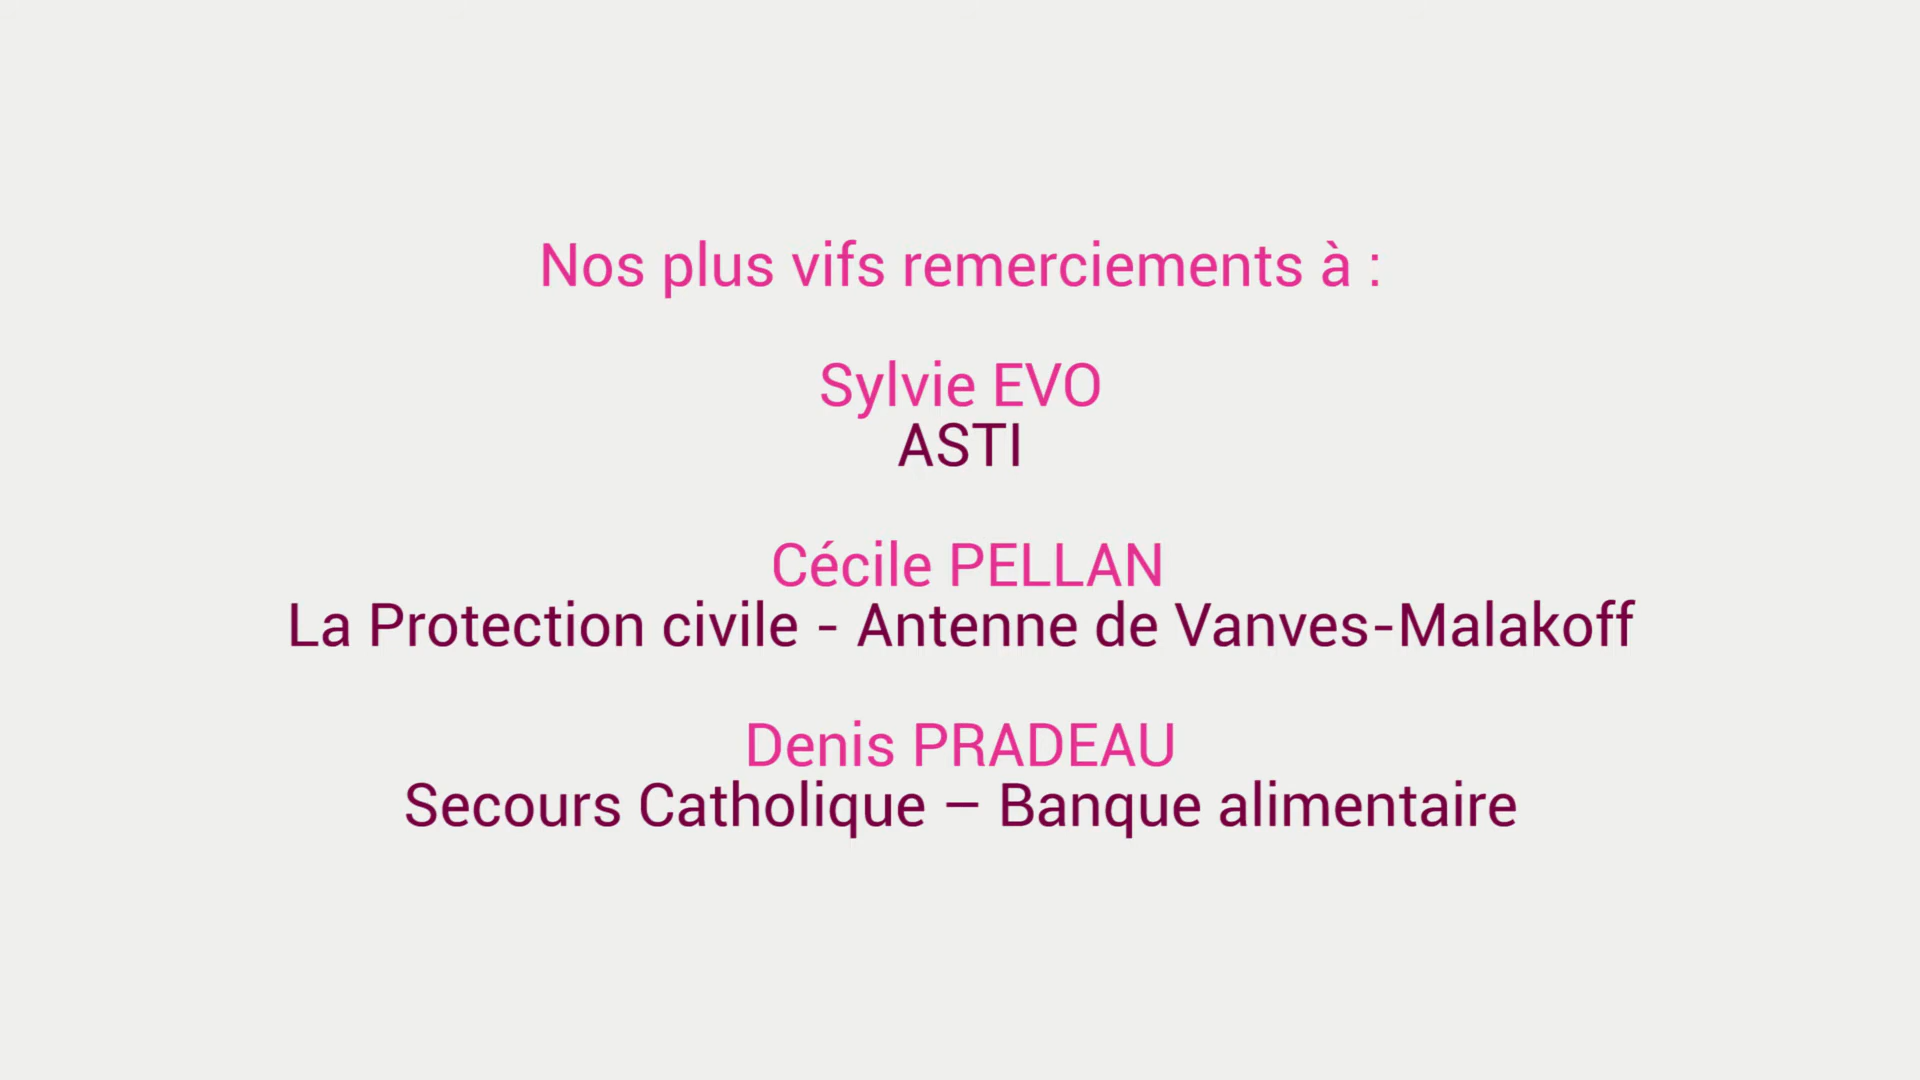 Nos plus vifs remerciements à :
Sylvie EVO
ASTI
Cécile PELLAN
La Protection civile - Antenne de Vanves-Malakoff
Denis PRADEAU
Secours Catholique – Banque alimentaire